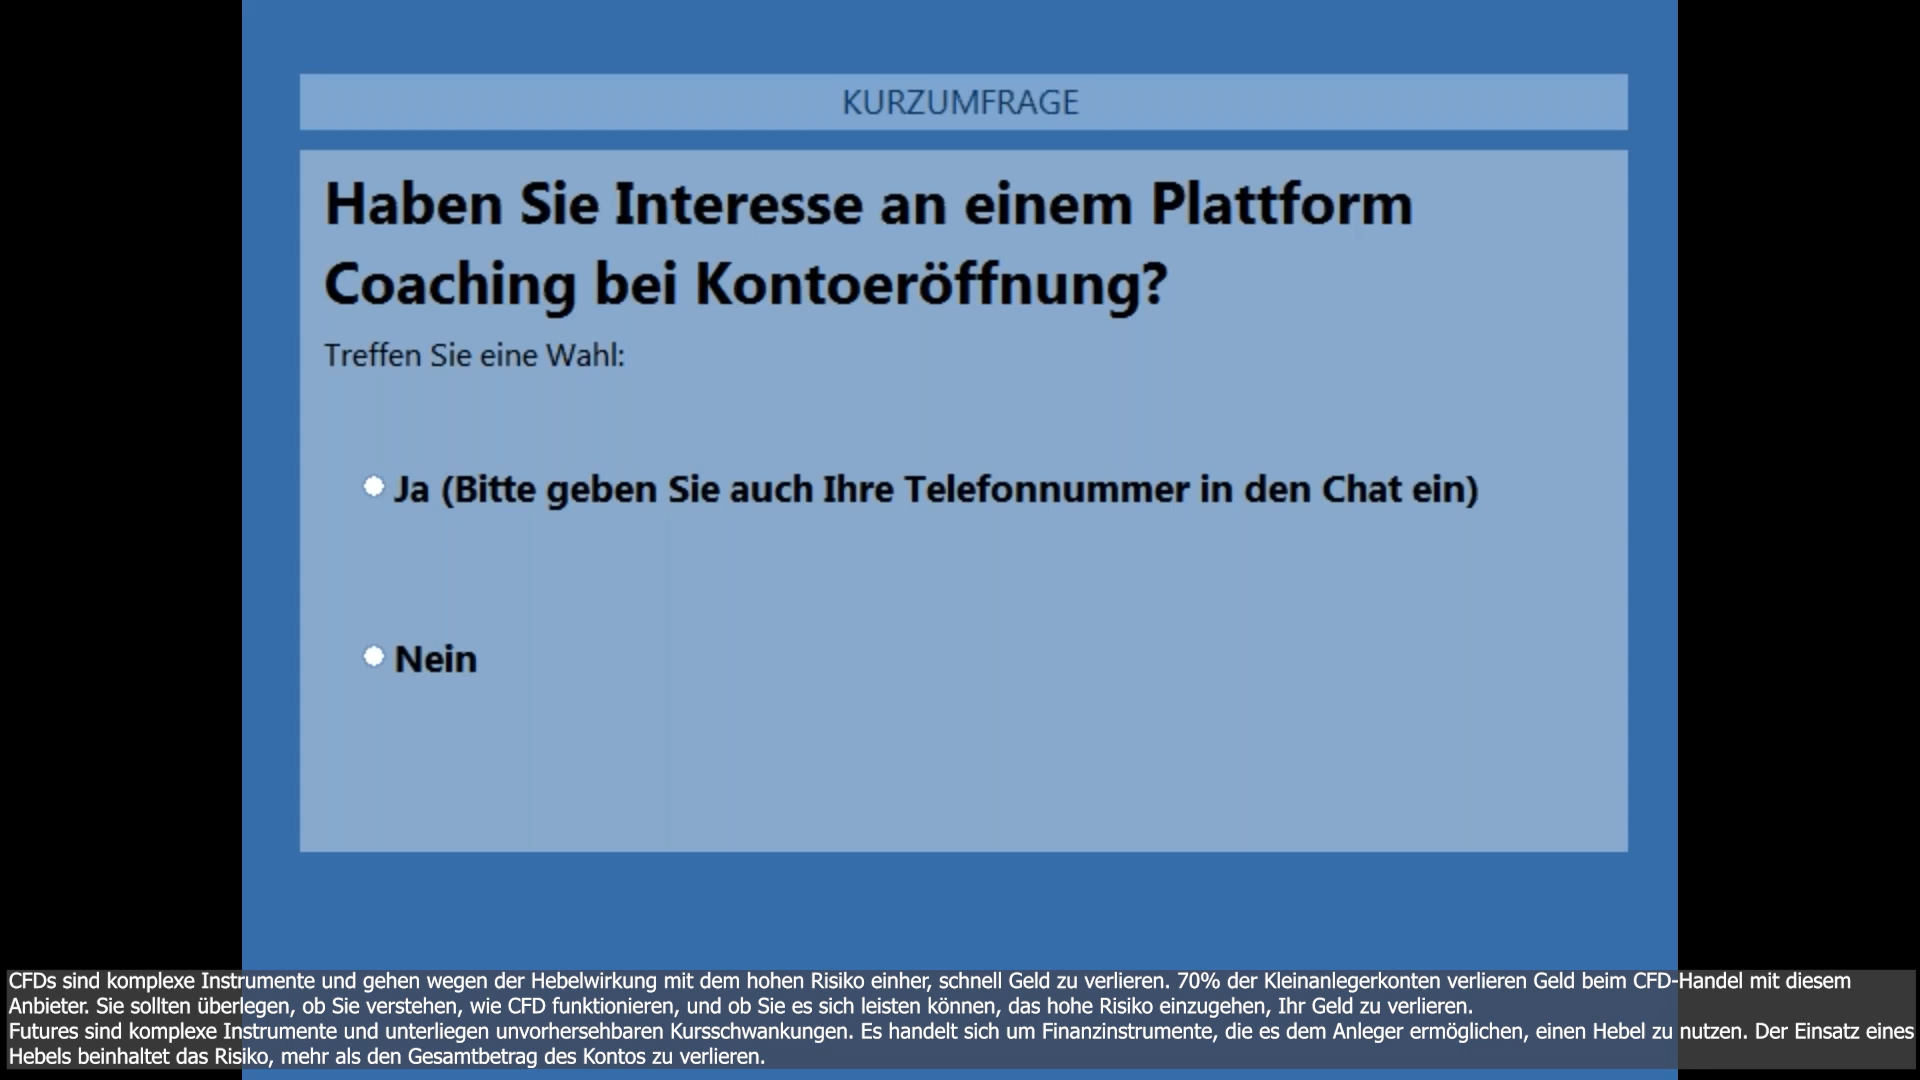 KURZUMFRAGE
Haben Sie Interesse an einem Plattform
Coaching bei Kontoeröffnung?
Treffen Sie eine Wahl:
Ja (Bitte geben Sie auch Ihre Telefonnummer in den Chat ein)
Nein
CFDs sind komplexe Instrumente und gehen wegen der Hebelwirkung mit dem hohen Risiko einher, schnell Geld zu verlieren. 70% der Kleinanlegerkonten verlieren Geld beim CFD-Handel mit diesem
Anbieter. Sie sollten überlegen, ob Sie verstehen, wie CFD funktionieren, und ob Sie es sich leisten können, das hohe Risiko einzugehen, Ihr Geld zu verlieren.
Futures sind komplexe Instrumente und unterliegen unvorhersehbaren Kursschwankungen. Es handelt sich um Finanzinstrumente, die es dem Anleger ermöglichen, einen Hebel zu nutzen. Der Einsatz eines
Hebels beinhaltet das Risiko, mehr als den Gesamtbetrag des Kontos zu verlieren.